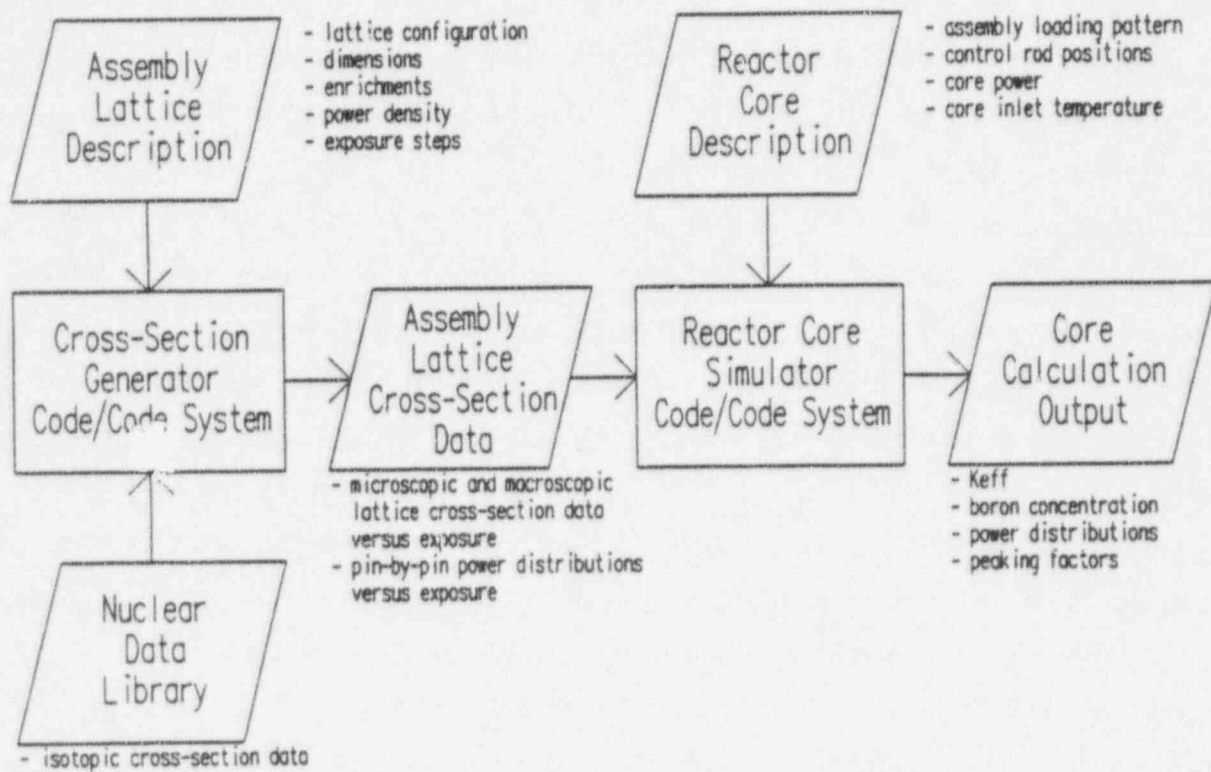 Assembly
Lattice
Description
- lattice configuration
- dimensions
- enrichments
- power density
- exposure steps
Reactor
Core
Description
- assembly loading pattern
- control rod positions
- core power
- core inlet temperature
Cross-Section
Generator
Code/Code System
Assembly
Lattice
Cross-Section
Data
- microscopic and macroscopic
lattice cross-section data
versus exposure
- pin-by-pin power distributions
versus exposure
Reactor Core
Simulator
Code/Code System
Core
Calculation
Output
- Keff
- boron concentration
- power distributions
- peaking factors
Nuclear
Data
Library
- isotopic cross-section data